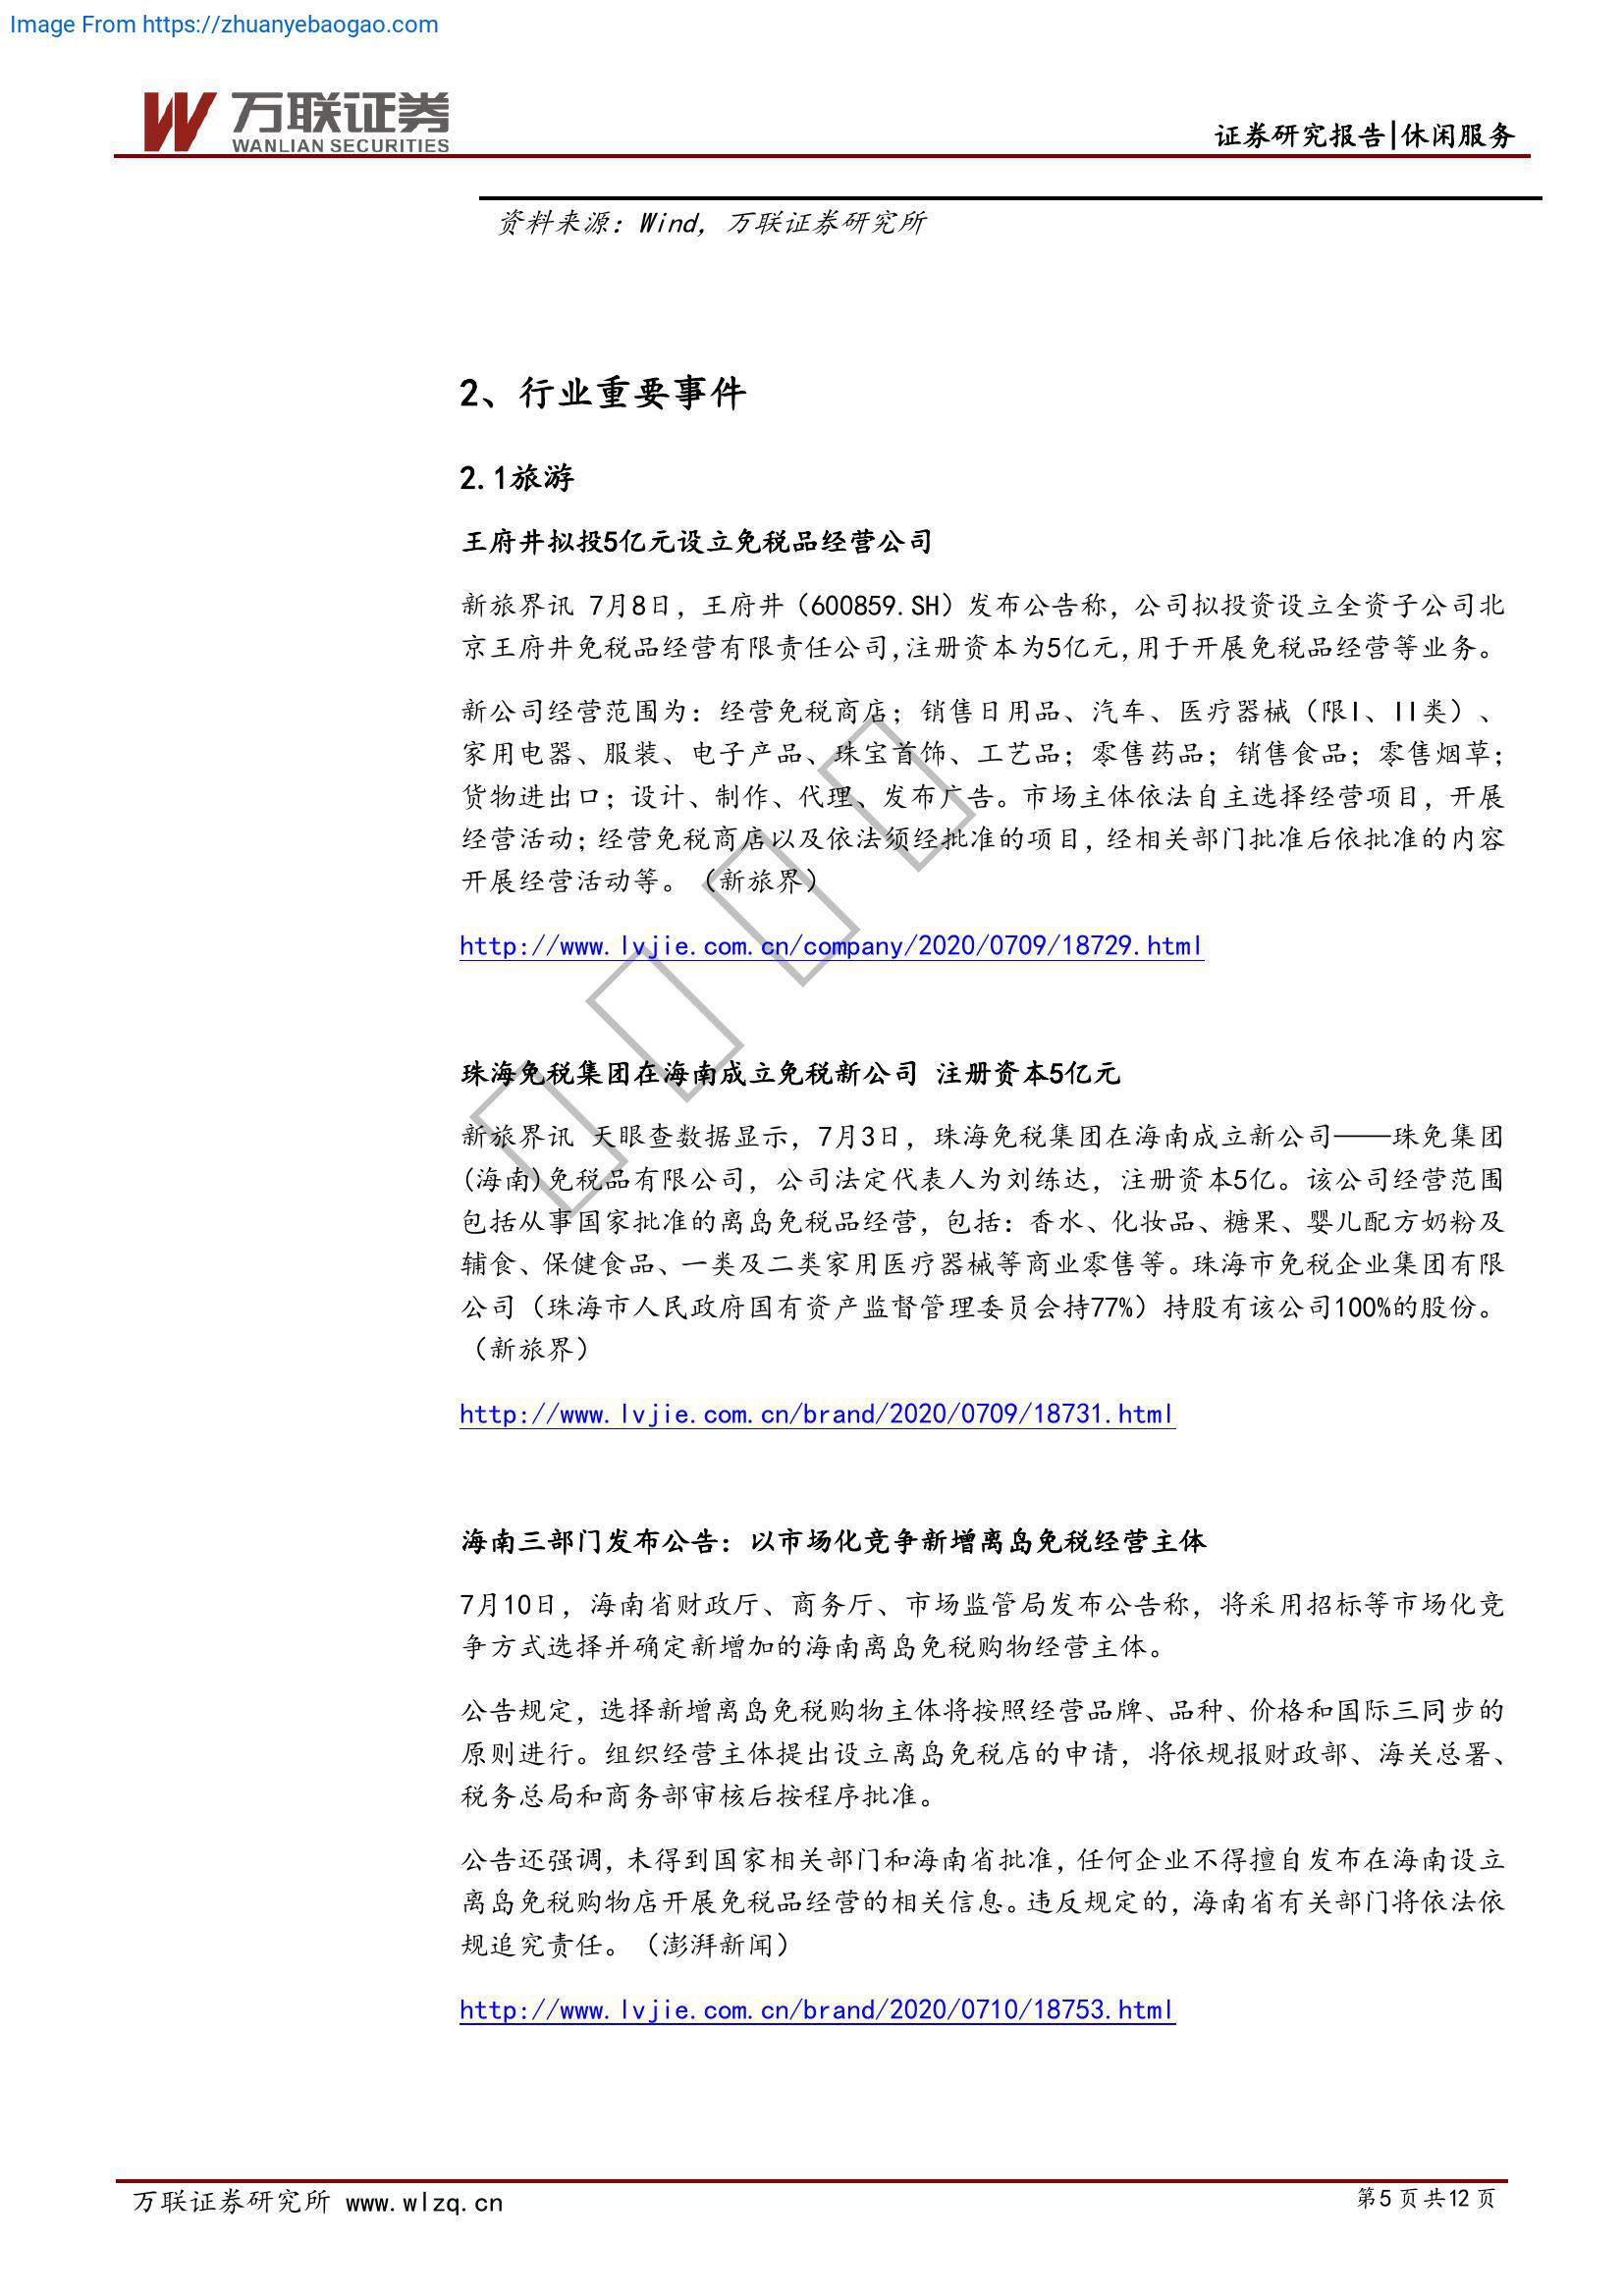 Image From https://zhuanyebaogao.com
万联证券
WANLIAN SECURITIES
证券研究报告|休闲服务
资料来源：Wind，万联证券研究所
2、行业重要事件
2.1旅游
王府井拟投5亿元设立免税品经营公司
新旅界讯 7月8日，王府井（600859.SH）发布公告称，公司拟投资设立全资子公司北
京王府井免税品经营有限责任公司,注册资本为5亿元,用于开展免税品经营等业务。
新公司经营范围为：经营免税商店；销售日用品、汽车、医疗器械（限I、II类）、
家用电器、服装、电子产品、珠宝首饰、工艺品；零售药品；销售食品；零售烟草；
货物进出口；设计、制作、代理、发布广告。市场主体依法自主选择经营项目，开展
经营活动；经营免税商店以及依法须经批准的项目，经相关部门批准后依批准的内容
开展经营活动等。（新旅界）
http://www.lvjie.com.cn/company/2020/0709/18729.html
珠海免税集团在海南成立免税新公司 注册资本5亿元
新旅界讯 天眼查数据显示，7月3日，珠海免税集团在海南成立新公司——珠免集团
(海南)免税品有限公司，公司法定代表人为刘练达，注册资本5亿。该公司经营范围
包括从事国家批准的离岛免税品经营，包括：香水、化妆品、糖果、婴儿配方奶粉及
辅食、保健食品、一类及二类家用医疗器械等商业零售等。珠海市免税企业集团有限
公司（珠海市人民政府国有资产监督管理委员会持77%）持股有该公司100%的股份。
（新旅界）
http://www.lvjie.com.cn/brand/2020/0709/18731.html
海南三部门发布公告：以市场化竞争新增离岛免税经营主体
7月10日，海南省财政厅、商务厅、市场监管局发布公告称，将采用招标等市场化竞
争方式选择并确定新增加的海南离岛免税购物经营主体。
公告规定，选择新增离岛免税购物主体将按照经营品牌、品种、价格和国际三同步的
原则进行。组织经营主体提出设立离岛免税店的申请，将依规报财政部、海关总署、
税务总局和商务部审核后按程序批准。
公告还强调，未得到国家相关部门和海南省批准，任何企业不得擅自发布在海南设立
离岛免税购物店开展免税品经营的相关信息。违反规定的，海南省有关部门将依法依
规追究责任。（澎湃新闻）
http://www.lvjie.com.cn/brand/2020/0710/18753.html
万联证券研究所 www.wlzq.cn
第5页共12页